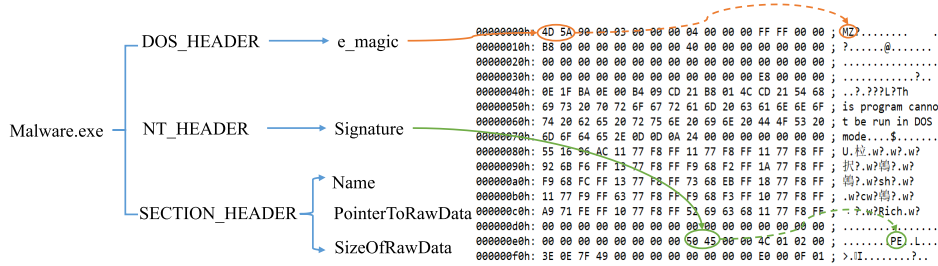 Malware.exe
DOS_HEADER
e_magic
NT_HEADER
Signature
SECTION_HEADER
Name
PointerToRawData
SizeOfRawData
00000000h: 4D 5A 90 00 03 00 00 00 04 00 00 00 FF FF 00 00 ; MZ?........ .
00000010h: B8 00 00 00 00 00 00 00 40 00 00 00 00 00 00 00 ; ?.......@.......
00000020h: 00 00 00 00 00 00 00 00 00 00 00 00 00 00 00 00 ; ................
00000030h: 00 00 00 00 00 00 00 00 00 00 00 00 E8 00 00 00 ; ............?..
00000040h: 0E 1F BA 0E 00 B4 09 CD 21 B8 01 4C CD 21 54 68 ; ..?.???L?Th
00000050h: 69 73 20 70 72 6F 67 72 61 6D 20 63 61 6E 6E 6F ; is program canno
00000060h: 74 20 62 65 20 72 75 6E 20 69 6E 20 44 4F 53 20 ; t be run in DOS
00000070h: 6D 6F 64 65 2E 0D 0D 0A 24 00 00 00 00 00 00 00 ; mode....$.......
00000080h: 55 16 96 AC 11 77 F8 FF 11 77 F8 FF 11 77 F8 FF ; U.粒.w?.w?.w?
00000090h: 92 6B F6 FF 13 77 F8 FF F9 68 F2 FF 1A 77 F8 FF ; 択?.w?鵐?.w?
000000a0h: F9 68 FC FF 13 77 F8 FF 73 68 EB FF 18 77 F8 FF ; 鵐?.w?sh?.w?
000000b0h: 11 77 F9 FF 63 77 F8 FF F9 68 F3 FF 10 77 F8 FF ; .w?cw?鵐?.w?
000000c0h: A9 71 FE FF 10 77 F8 FF 52 69 63 68 11 77 F8 FF ; ..?.w?Rich.w?
000000d0h: 00 00 00 00 00 00 00 00 00 00 00 00 00 00 00 00 ; ................
000000e0h: 00 00 00 00 00 00 00 00 50 45 00 00 4C 01 02 00 ; ........PE..L...
000000f0h: 3E 0E 7F 49 00 00 00 00 00 00 00 00 E0 00 0F 01 ; >.I........?..